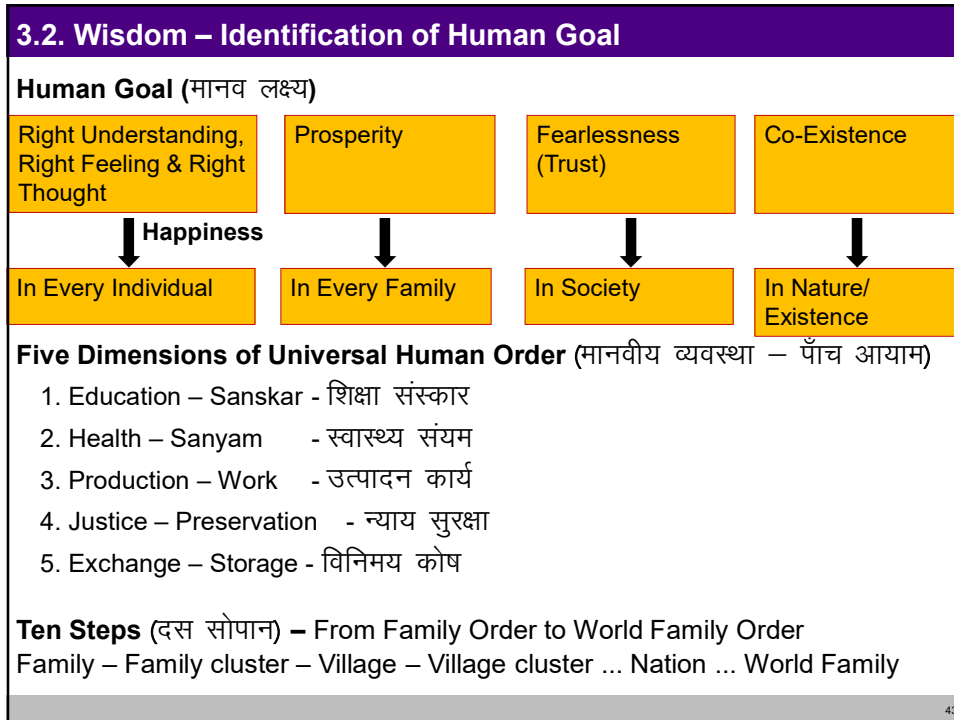 3.2. Wisdom – Identification of Human Goal
Human Goal (मानव लक्ष्य)
Right Understanding,
Right Feeling & Right
Thought
Prosperity
Fearlessness
(Trust)
Co-Existence
Happiness
In Every Individual
In Every Family
In Society
In Nature/
Existence
Five Dimensions of Universal Human Order (मानवीय व्यवस्था – पाँच आयाम)
1. Education – Sanskar - शिक्षा संस्कार
2. Health – Sanyam - स्वास्थ्य संयम
3. Production – Work - उत्पादन कार्य
4. Justice – Preservation - न्याय सुरक्षा
5. Exchange – Storage - विनिमय कोष
Ten Steps (दस सोपान) – From Family Order to World Family Order
Family – Family cluster – Village – Village cluster ... Nation ... World Family
43